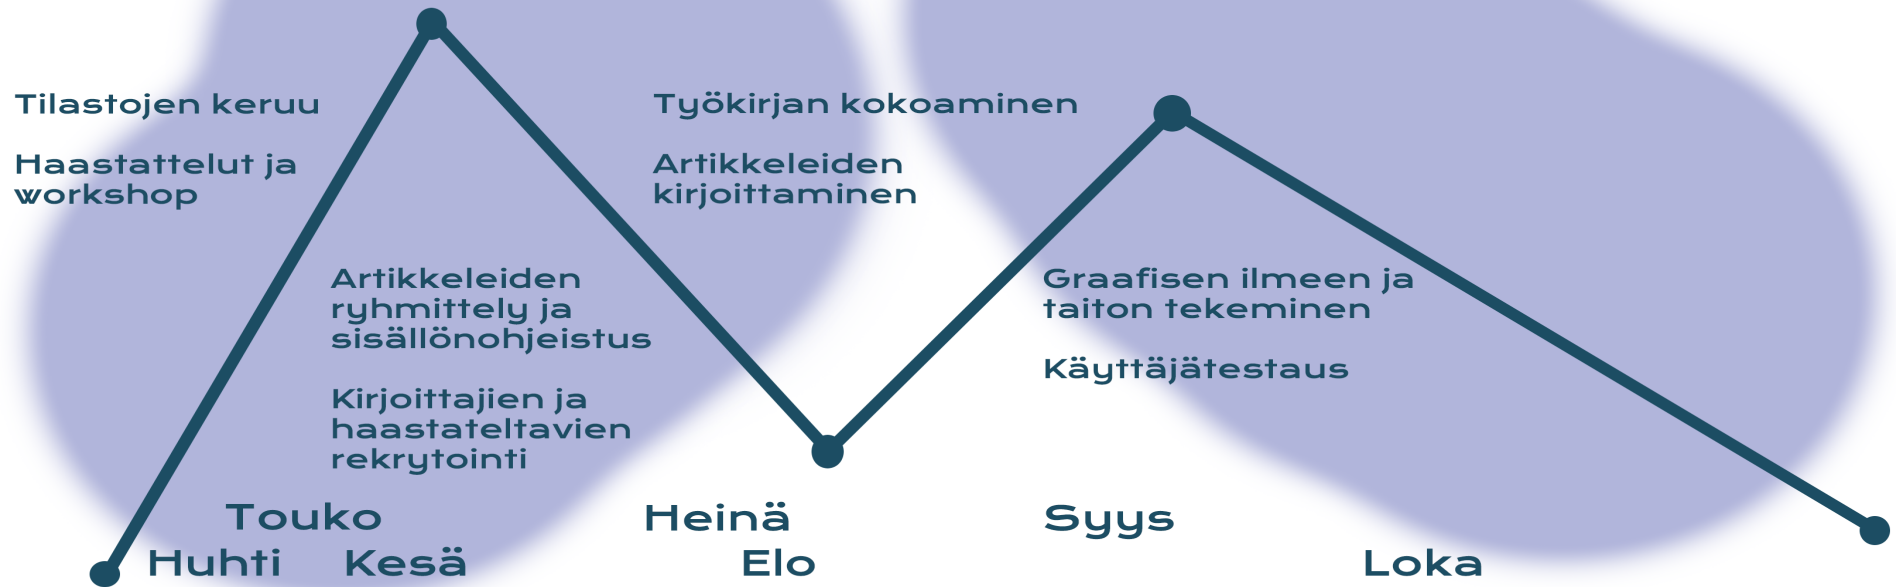 Tilastojen keruu
Haastattelut ja
workshop
Artikkeleiden
ryhmittely ja
sisällönohjeistus
Kirjoittajien ja
haastateltavien
rekrytointi
Työkirjan kokoaminen
Artikkeleiden
kirjoittaminen
Graafisen ilmeen ja
taiton tekeminen
Käyttäjätestaus
Huhti
Touko
Kesä
Heinä
Elo
Syys
Loka